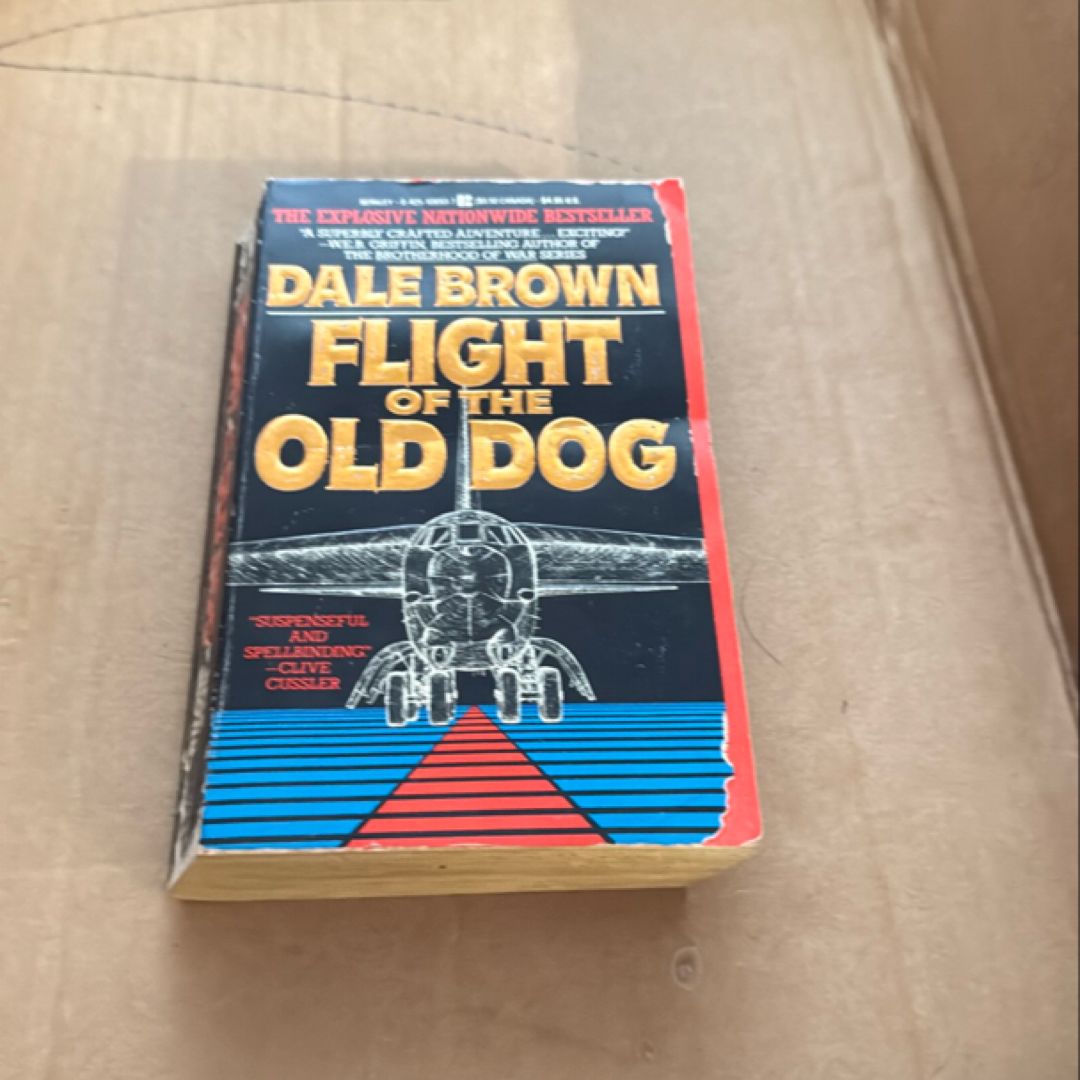 BERKLEY
THE EXPLOSIVE NATIONWIDE BESTSELLER
"A SUPERBLY CRAFTED ADVENTURE... EXCITING!"
—W.E.B. GRIFFIN, BESTSELLING AUTHOR OF
THE BROTHERHOOD OF WAR SERIES
DALE BROWN
FLIGHT
OF THE
OLD DOG
"SUSPENSEFUL
AND
SPELLBINDING."
—CLIVE
CUSSLER